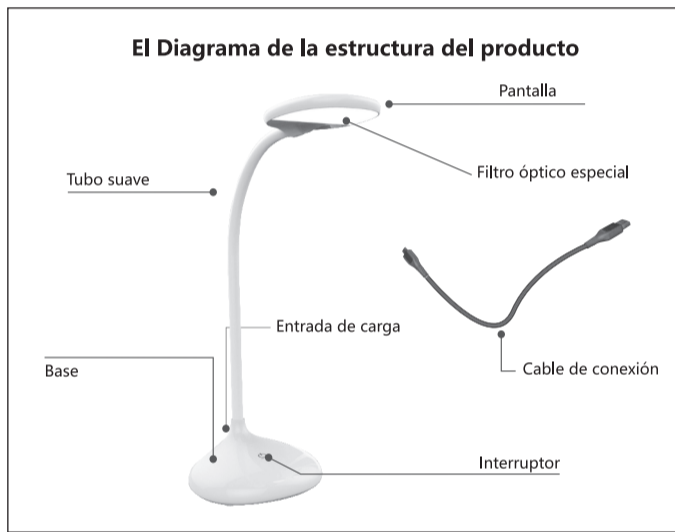 El Diagrama de la estructura del producto
Pantalla
Filtro óptico especial
Tubo suave
Entrada de carga
Base
Cable de conexión
Interruptor